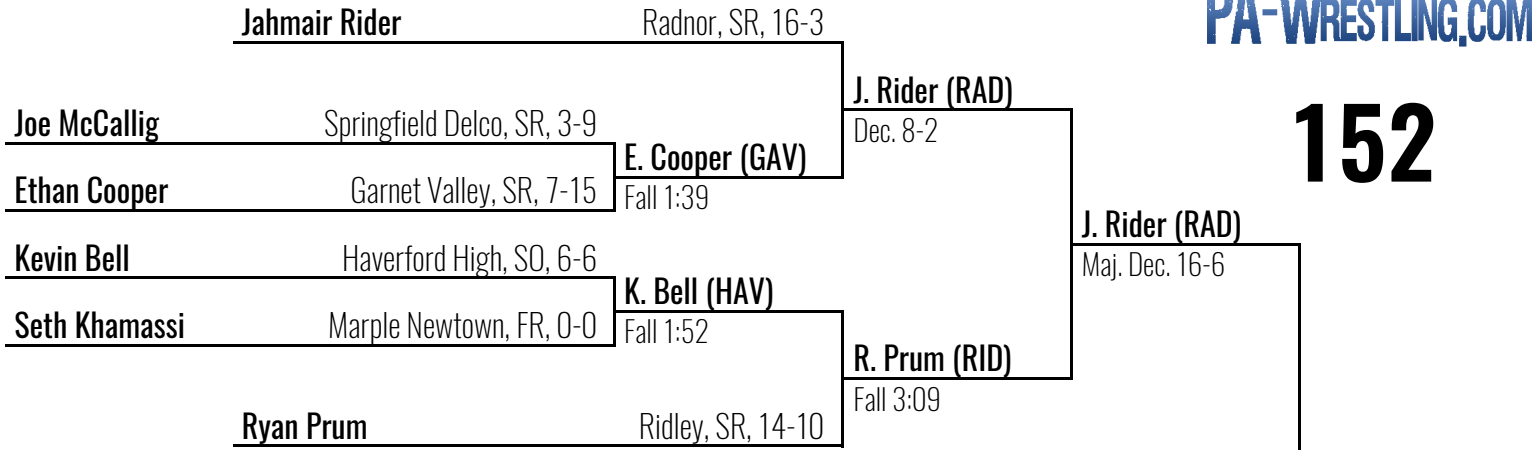 Jahmair Rider Radnor, SR, 16-3
PA-WRESTLING.COM
J. Rider (RAD)
Joe McCallig Springfield Delco, SR, 3-9
Dec. 8-2
152
E. Cooper (GAV)
Ethan Cooper Garnet Valley, SR, 7-15
Fall 1:39
J. Rider (RAD)
Kevin Bell Haverford High, SO, 6-6
Maj. Dec. 16-6
K. Bell (HAV)
Seth Khamassi Marple Newtown, FR, 0-0
Fall 1:52
R. Prum (RID)
Fall 3:09
Ryan Prum Ridley, SR, 14-10